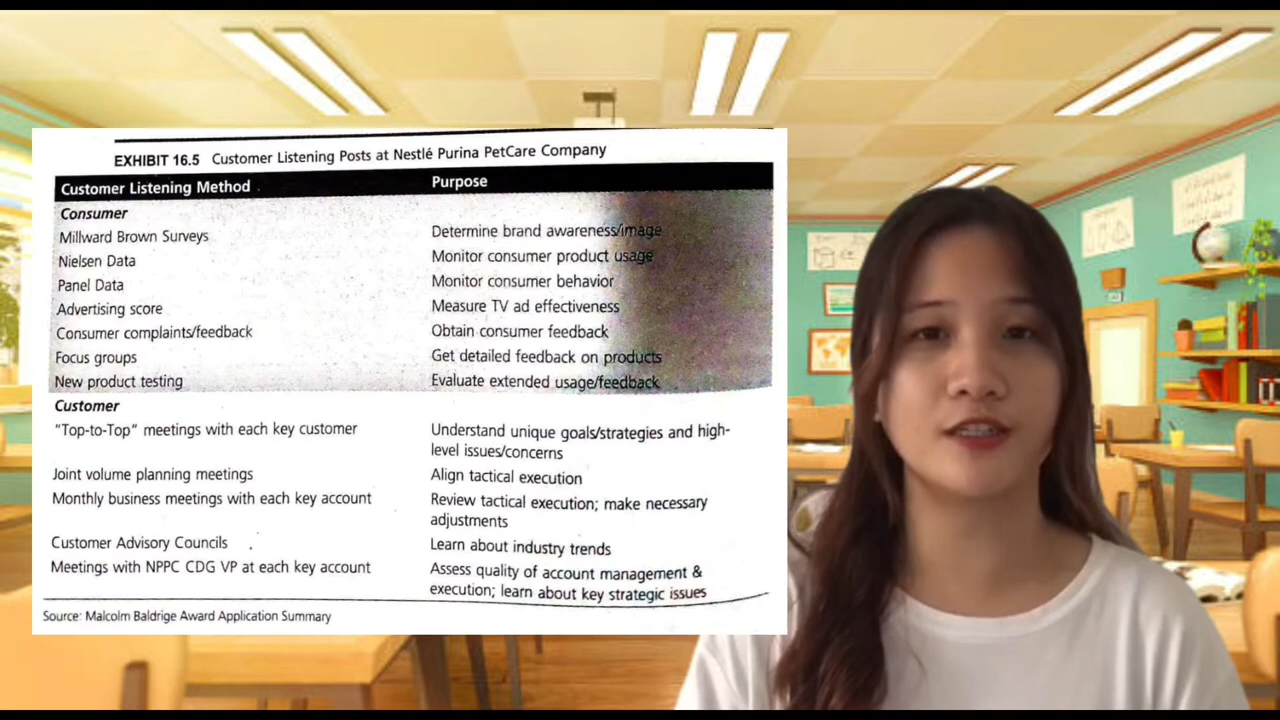 EXHIBIT 16.5 Customer Listening Posts at Nestlé Purina PetCare Company
Customer Listening Method Purpose
Consumer
Millward Brown Surveys Determine brand awareness/image
Nielsen Data Monitor consumer product usage
Panel Data Monitor consumer behavior
Advertising score Measure TV ad effectiveness
Consumer complaints/feedback Obtain consumer feedback
Focus groups Get detailed feedback on products
New product testing Evaluate extended usage/feedback
Customer
"Top-to-Top" meetings with each key customer Understand unique goals/strategies and high-
level issues/concerns
Joint volume planning meetings Align tactical execution
Monthly business meetings with each key account Review tactical execution; make necessary
adjustments
Customer Advisory Councils Learn about industry trends
Meetings with NPPC CDG VP at each key account Assess quality of account management &
execution; learn about key strategic issues
Source: Malcolm Baldrige Award Application Summary